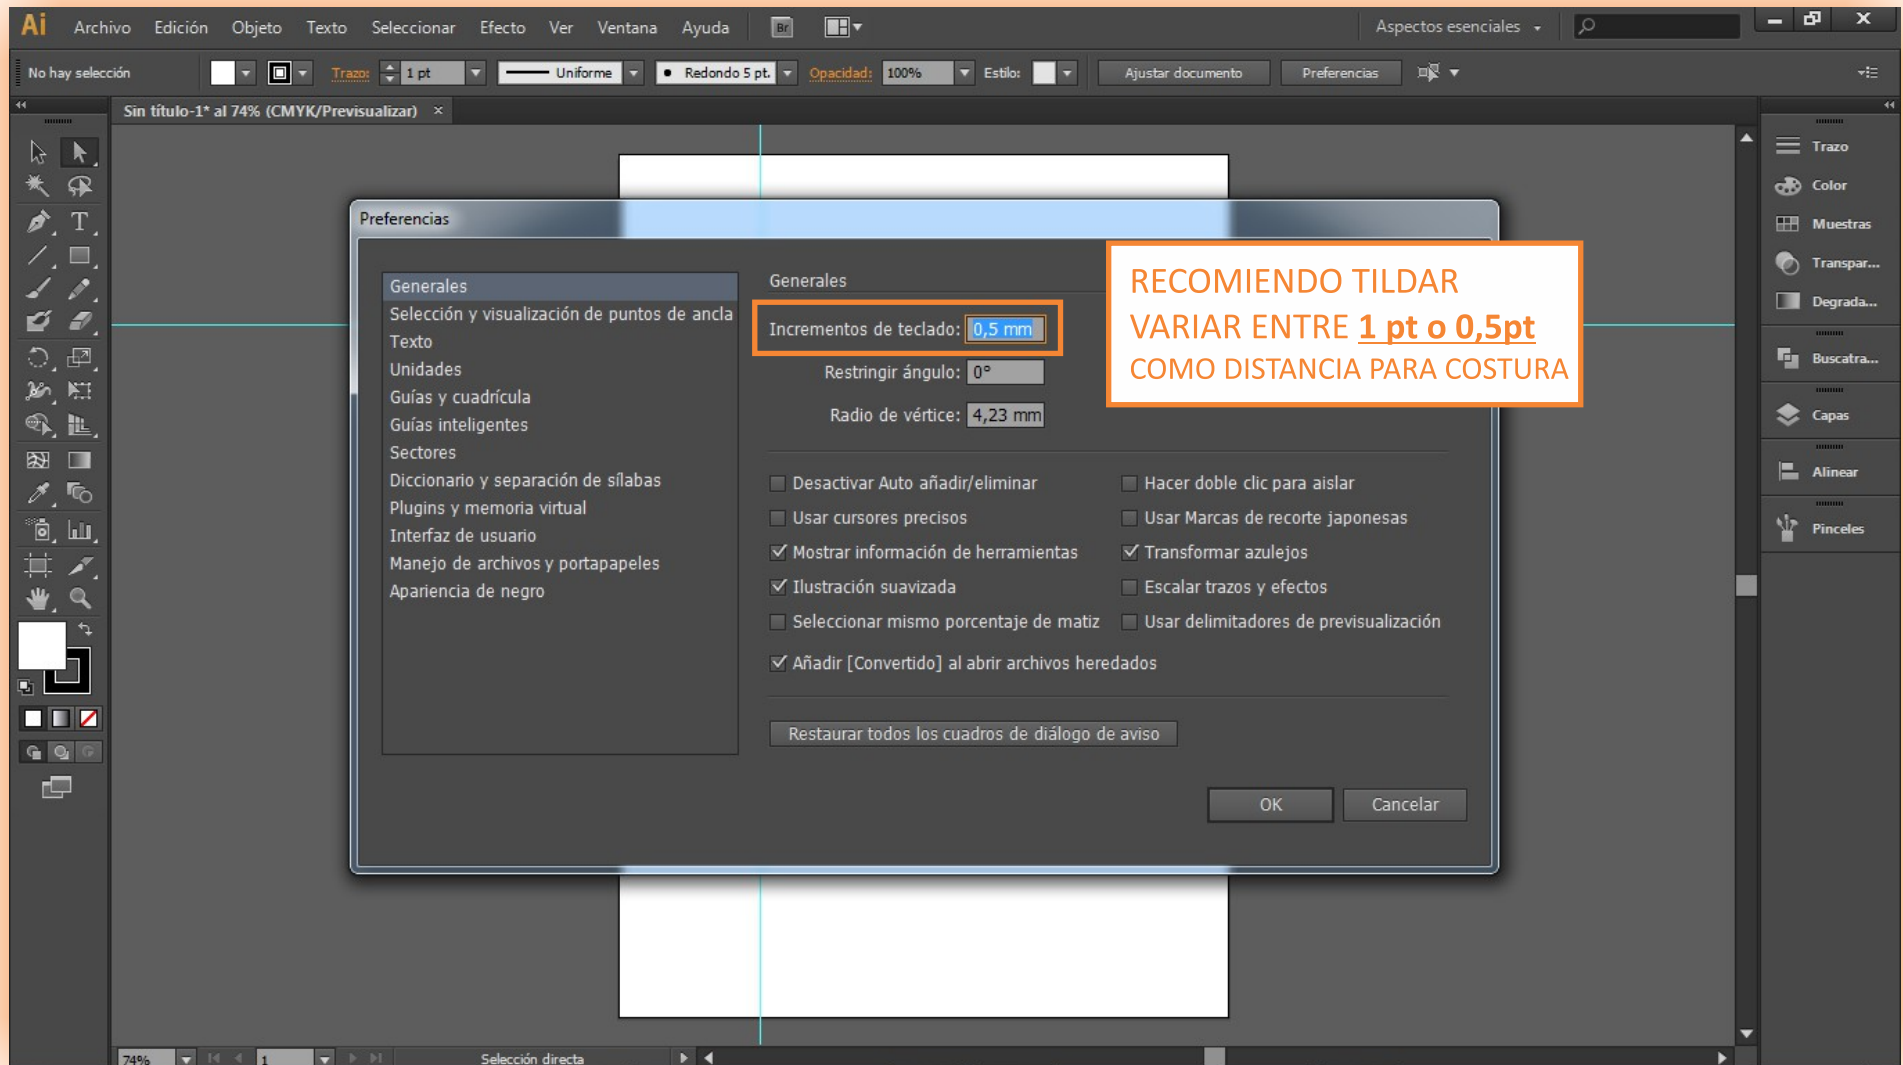 Ai Archivo Edición Objeto Texto Seleccionar Efecto Ver Ventana Ayuda Br Aspectos esenciales
No hay selección Trazo: 1 pt Uniforme Redondo 5 pt. Opacidad: 100% Estilo: Ajustar documento Preferencias
Sin título-1* al 74% (CMYK/Previsualizar) ×
Preferencias
Generales
Selección y visualización de puntos de ancla
Texto
Unidades
Guías y cuadrícula
Guías inteligentes
Sectores
Diccionario y separación de sílabas
Plugins y memoria virtual
Interfaz de usuario
Manejo de archivos y portapapeles
Apariencia de negro
Generales
Incrementos de teclado: 0,5 mm
Restringir ángulo: 0°
Radio de vértice: 4,23 mm
RECOMIENDO TILDAR
VARIAR ENTRE 1 pt o 0,5pt
COMO DISTANCIA PARA COSTURA
Desactivar Auto añadir/eliminar Hacer doble clic para aislar
Usar cursores precisos Usar Marcas de recorte japonesas
Mostrar información de herramientas Transformar azulejos
Ilustración suavizada Escalar trazos y efectos
Seleccionar mismo porcentaje de matiz Usar delimitadores de previsualización
Añadir [Convertido] al abrir archivos heredados
Restaurar todos los cuadros de diálogo de aviso
OK Cancelar
Trazo
Color
Muestras
Transpar...
Degrada...
Buscatra...
Capas
Alinear
Pinceles
74% 1 Selección directa